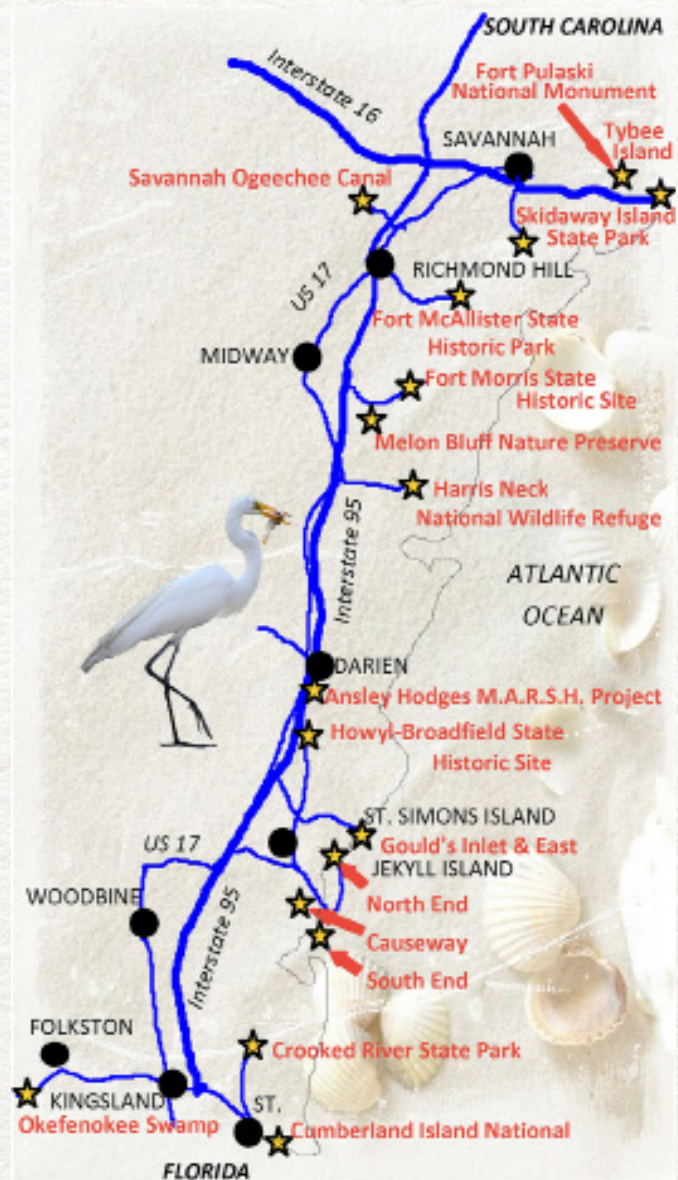 SOUTH CAROLINA
Interstate 16
Fort Pulaski
National Monument
SAVANNAH
Tybee
Island
Savannah Ogeechee Canal
Skidaway Island
State Park
US 17
RICHMOND HILL
Fort McAllister State
Historic Park
MIDWAY
Fort Morris State
Historic Site
Melon Bluff Nature Preserve
Harris Neck
National Wildlife Refuge
Interstate 95
ATLANTIC
OCEAN
DARIEN
Ansley Hodges M.A.R.S.H. Project
Howyl-Broadfield State
Historic Site
ST. SIMONS ISLAND
US 17
Gould's Inlet & East
JEKYLL ISLAND
WOODBINE
North End
Causeway
Interstate 95
South End
FOLKSTON
Crooked River State Park
KINGSLAND
ST.
Okefenokee Swamp
Cumberland Island National
FLORIDA